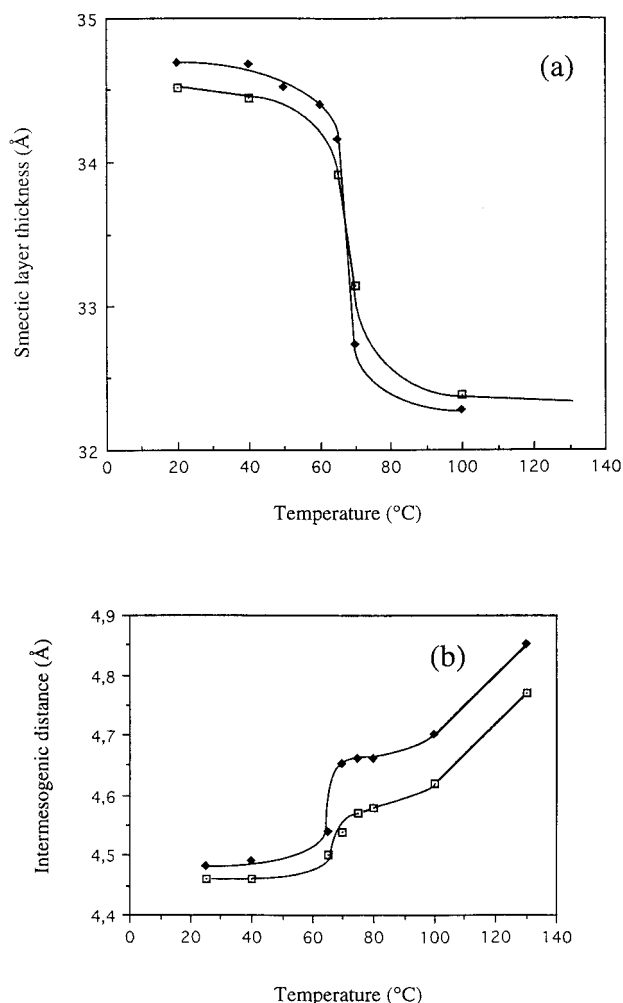 (a)
Smectic layer thickness (Å)
35
34
33
32
0 20 40 60 80 100 120 140
Temperature (°C)
(b)
Intermesogenic distance (Å)
4,9
4,8
4,7
4,6
4,5
4,4
0 20 40 60 80 100 120 140
Temperature (°C)